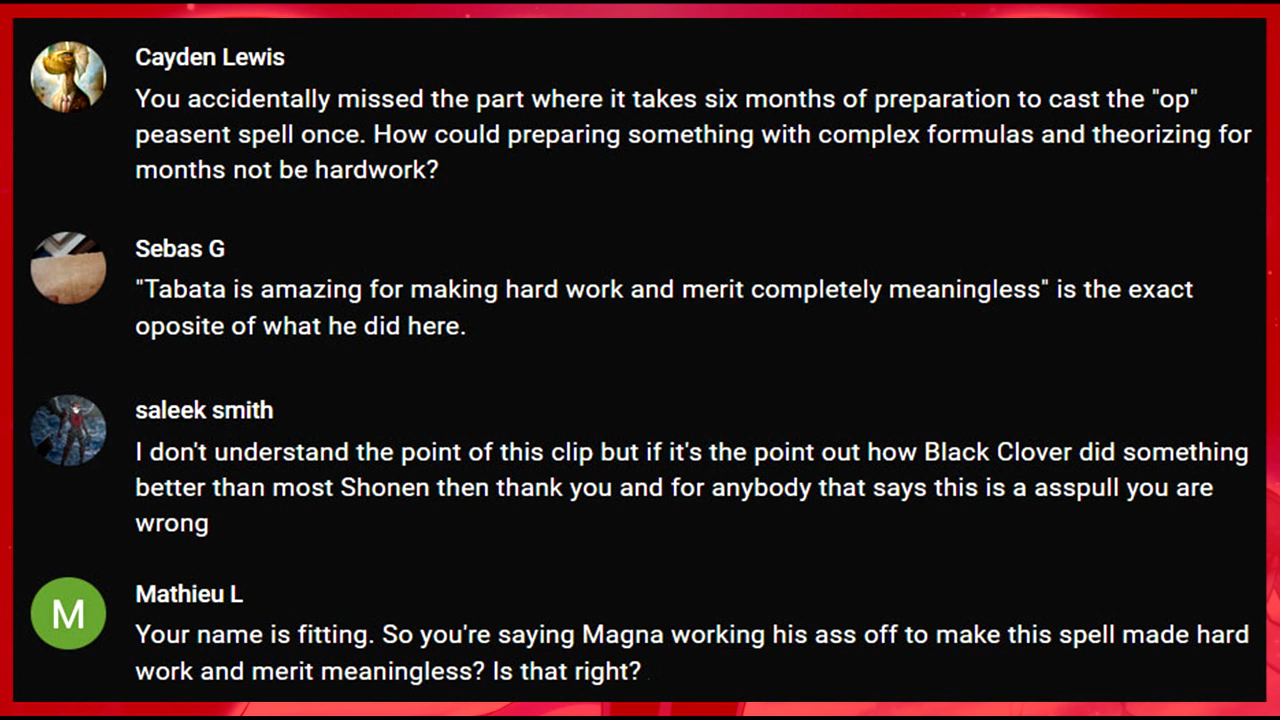 Cayden Lewis
You accidentally missed the part where it takes six months of preparation to cast the "op"
peasent spell once. How could preparing something with complex formulas and theorizing for
months not be hardwork?
Sebas G
"Tabata is amazing for making hard work and merit completely meaningless" is the exact
oposite of what he did here.
saleek smith
I don't understand the point of this clip but if it's the point out how Black Clover did something
better than most Shonen then thank you and for anybody that says this is a asspull you are
wrong
M
Mathieu L
Your name is fitting. So you're saying Magna working his ass off to make this spell made hard
work and merit meaningless? Is that right?